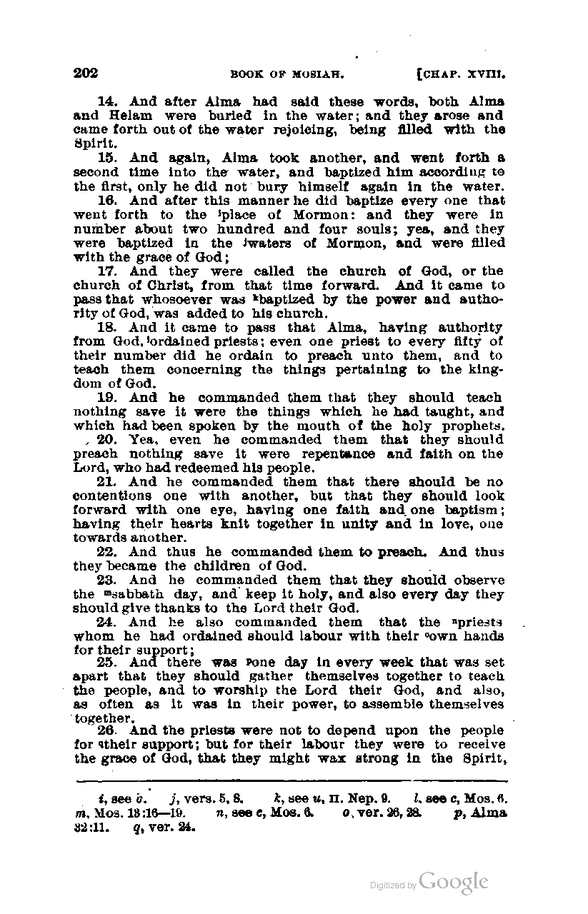 202 BOOK OF MOSIAH. [CHAP. XVIII.
14. And after Alma had said these words, both Alma
and Helam were buried in the water; and they arose and
came forth out of the water rejoicing, being filled with the
Spirit.
15. And again, Alma took another, and went forth a
second time into the water, and baptized him according to
the first, only he did not bury himself again in the water.
16. And after this manner he did baptize every one that
went forth to the iplace of Mormon: and they were in
number about two hundred and four souls; yea, and they
were baptized in the jwaters of Mormon, and were filled
with the grace of God;
17. And they were called the church of God, or the
church of Christ, from that time forward. And it came to
pass that whosoever was kbaptized by the power and autho-
rity of God, was added to his church.
18. And it came to pass that Alma, having authority
from God, lordained priests; even one priest to every fifty of
their number did he ordain to preach unto them, and to
teach them concerning the things pertaining to the king-
dom of God.
19. And he commanded them that they should teach
nothing save it were the things which he had taught, and
which had been spoken by the mouth of the holy prophets.
20. Yea, even he commanded them that they should
preach nothing save it were repentance and faith on the
Lord, who had redeemed his people.
21. And he commanded them that there should be no
contentions one with another, but that they should look
forward with one eye, having one faith and one baptism;
having their hearts knit together in unity and in love, one
towards another.
22. And thus he commanded them to preach. And thus
they became the children of God.
23. And he commanded them that they should observe
the msabbath day, and keep it holy, and also every day they
should give thanks to the Lord their God.
24. And he also commanded them that the npriests
whom he had ordained should labour with their oown hands
for their support;
25. And there was pone day in every week that was set
apart that they should gather themselves together to teach
the people, and to worship the Lord their God, and also,
as often as it was in their power, to assemble themselves
together.
26. And the priests were not to depend upon the people
for qtheir support; but for their labour they were to receive
the grace of God, that they might wax strong in the Spirit,
i, see b. j, vers. 5, 8. k, see u, II. Nep. 9. l, see c, Mos. 6.
m, Mos. 13:16—19. n, see c, Mos. 6. o, ver. 26, 28. p, Alma
32:11. q, ver. 24.
Digitized by Google